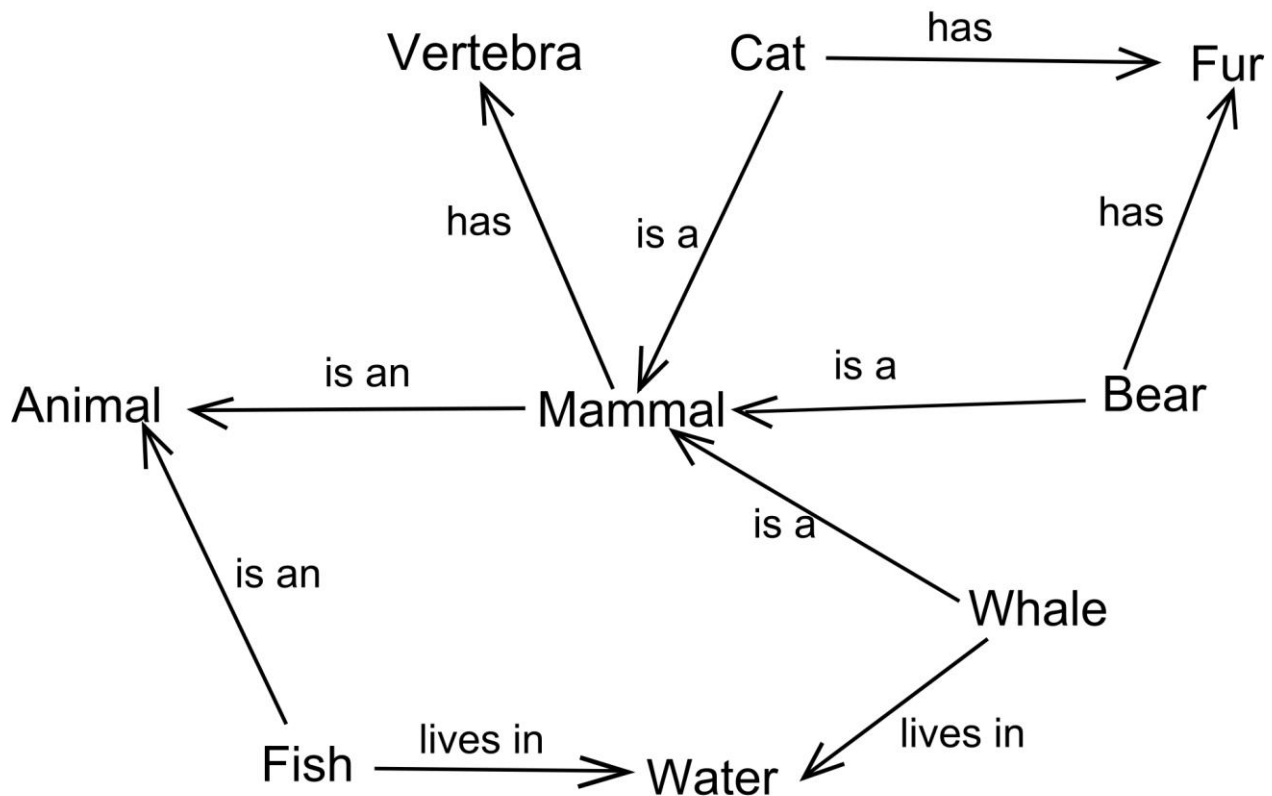 Vertebra
Cat
has
Fur
has
is a
has
Animal
is an
Mammal
is a
Bear
is a
is an
Whale
Fish
lives in
Water
lives in